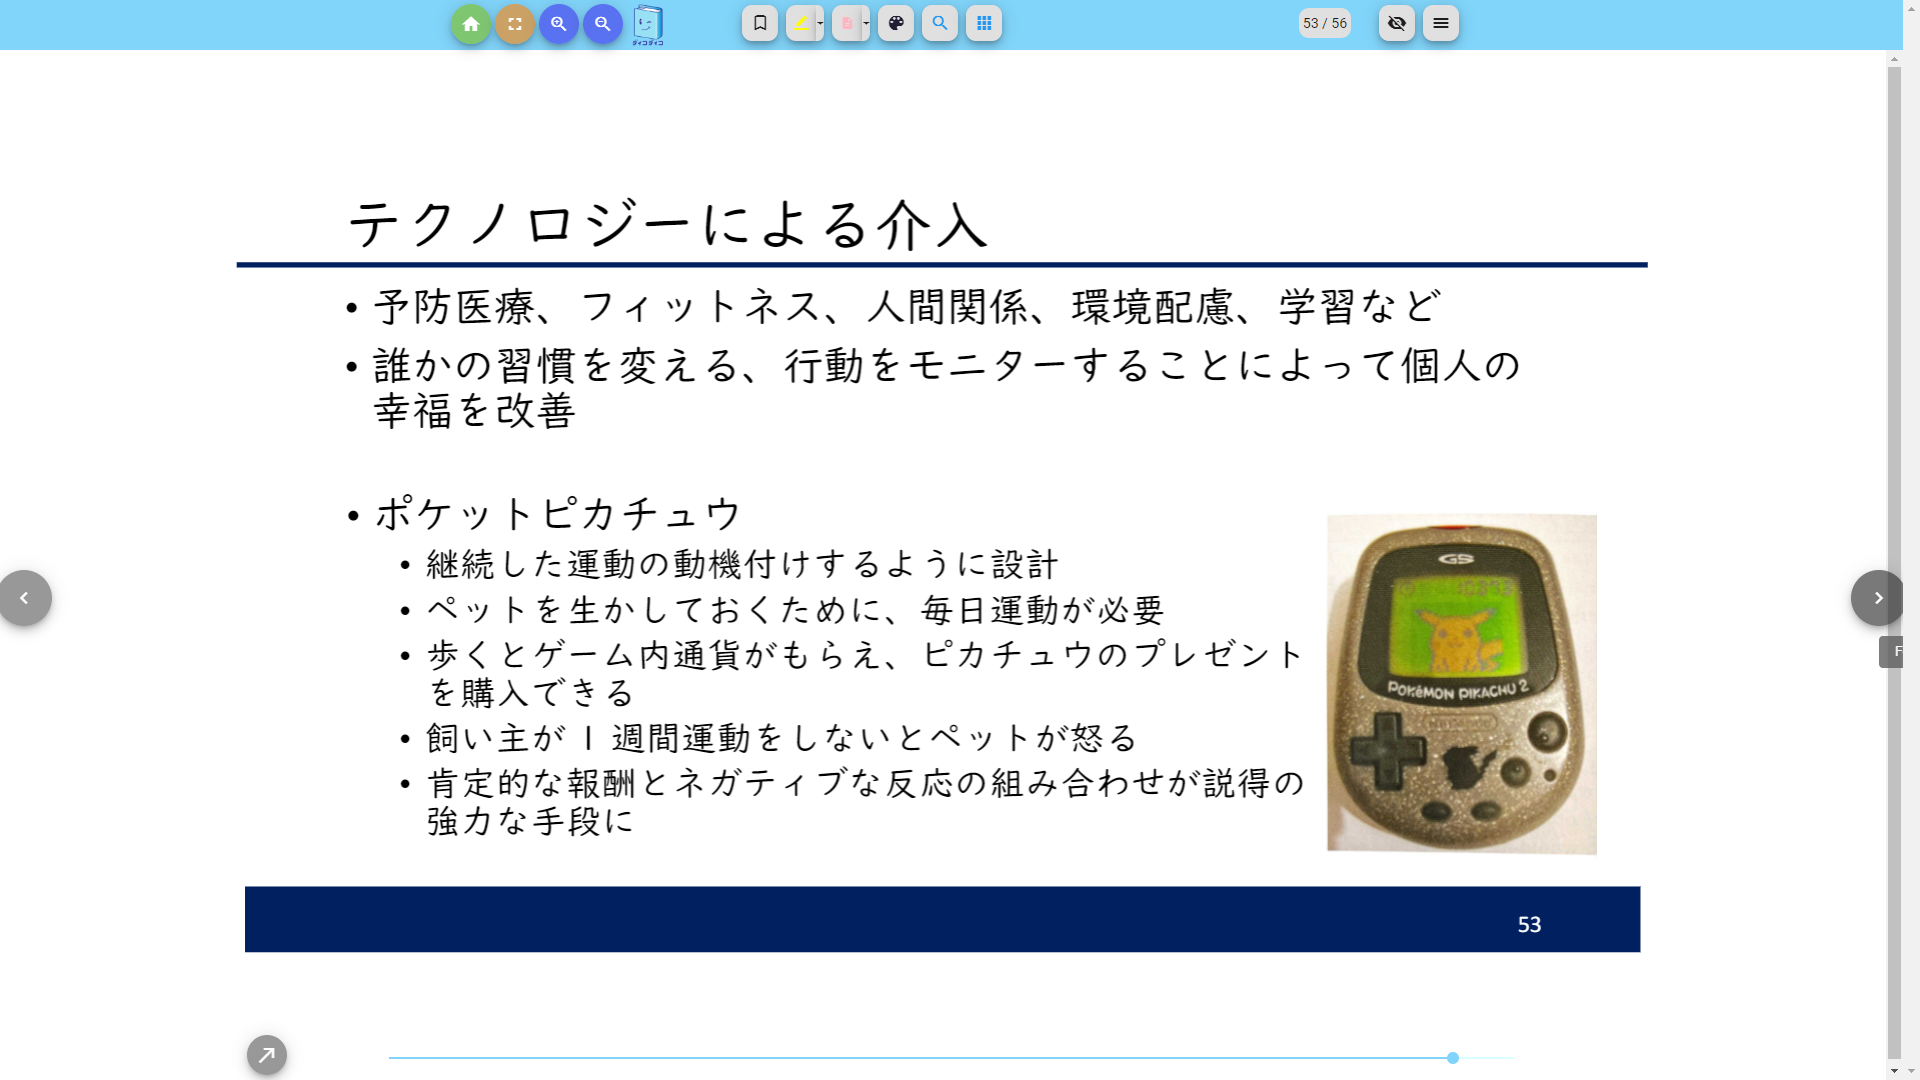 ダイコダイコ
53 / 56
テクノロジーによる介入
• 予防医療、フィットネス、人間関係、環境配慮、学習など
• 誰かの習慣を変える、行動をモニターすることによって個人の
幸福を改善
• ポケットピカチュウ
• 継続した運動の動機付けするように設計
• ペットを生かしておくために、毎日運動が必要
• 歩くとゲーム内通貨がもらえ、ピカチュウのプレゼント
を購入できる
• 飼い主が1週間運動をしないとペットが怒る
• 肯定的な報酬とネガティブな反応の組み合わせが説得の
強力な手段に
GS
POKéMON PIKACHU 2
Nintendo
F
53